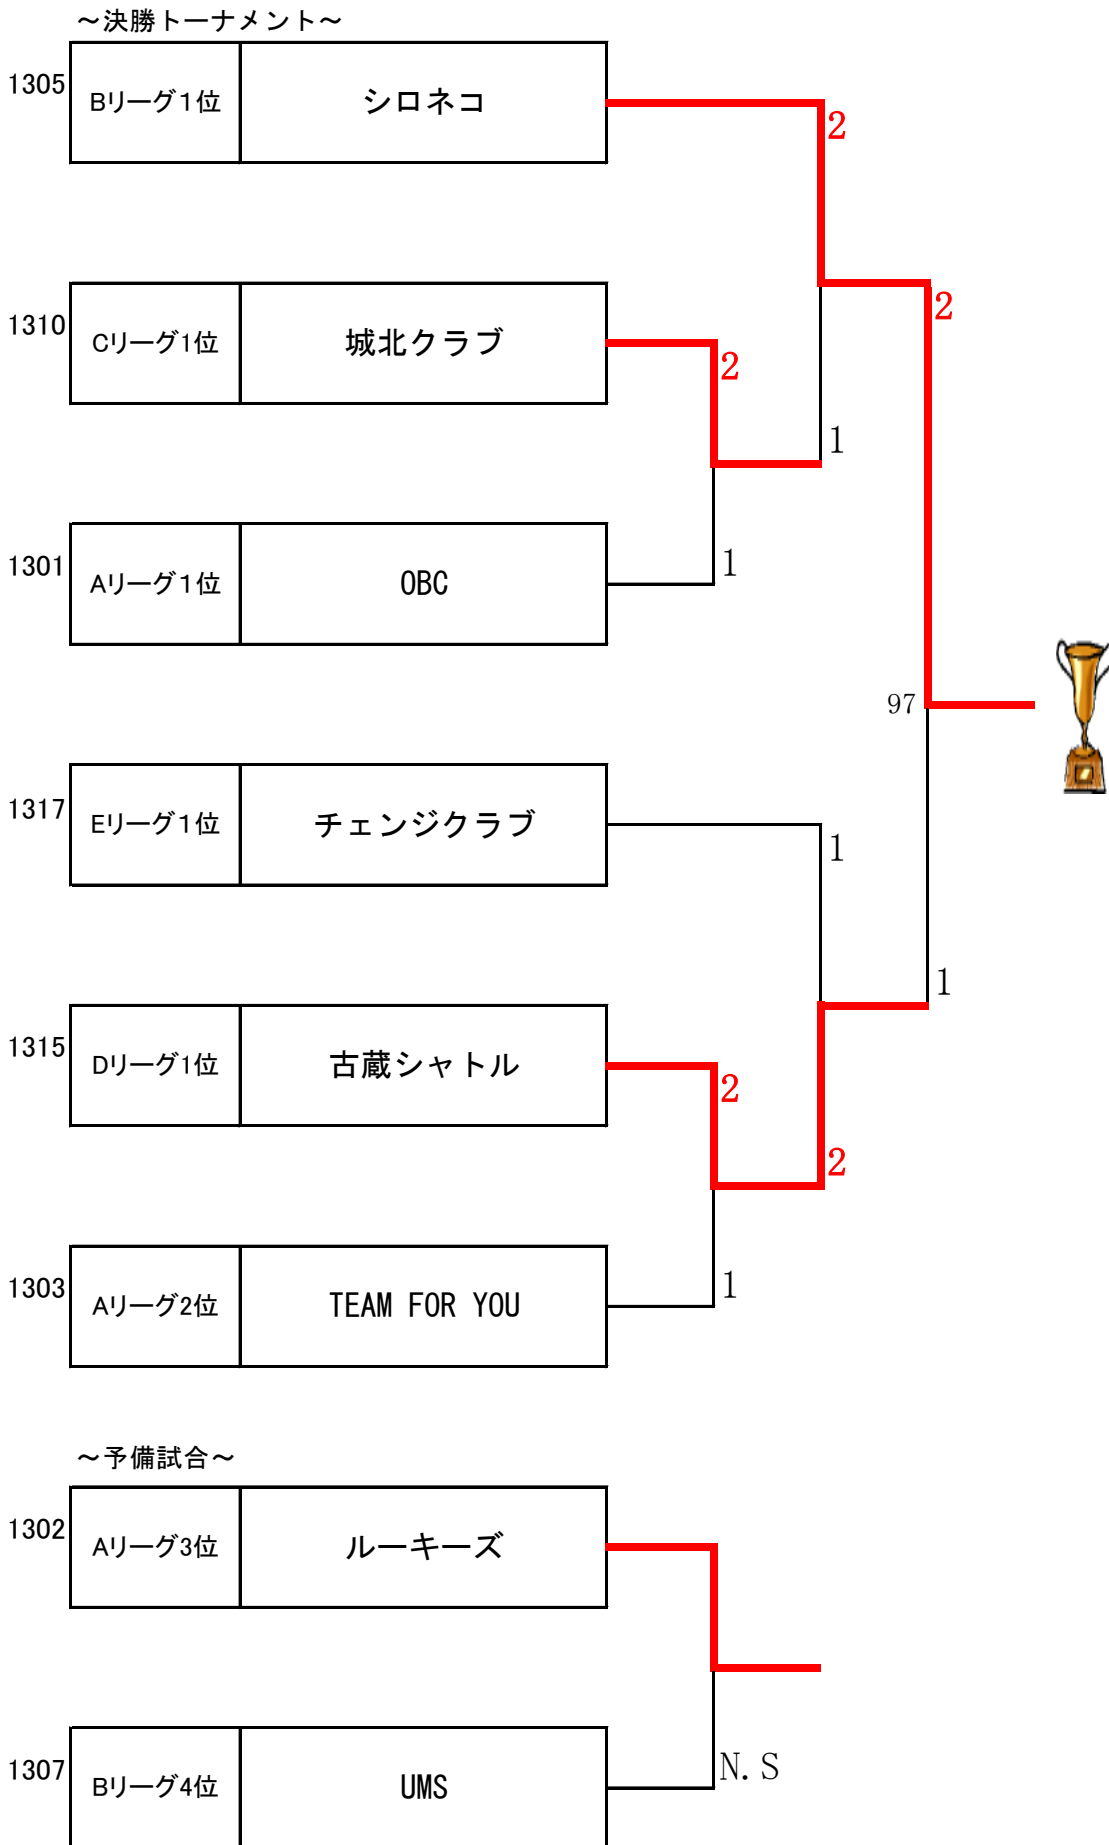 ～決勝トーナメント～
1305
Bリーグ1位
シロネコ
2
2
1310
Cリーグ1位
城北クラブ
2
1
1301
Aリーグ1位
OBC
1
97
1317
Eリーグ1位
チェンジクラブ
1
1
1315
Dリーグ1位
古蔵シャトル
2
2
1303
Aリーグ2位
TEAM FOR YOU
1
～予備試合～
1302
Aリーグ3位
ルーキーズ
1307
Bリーグ4位
UMS
N.S